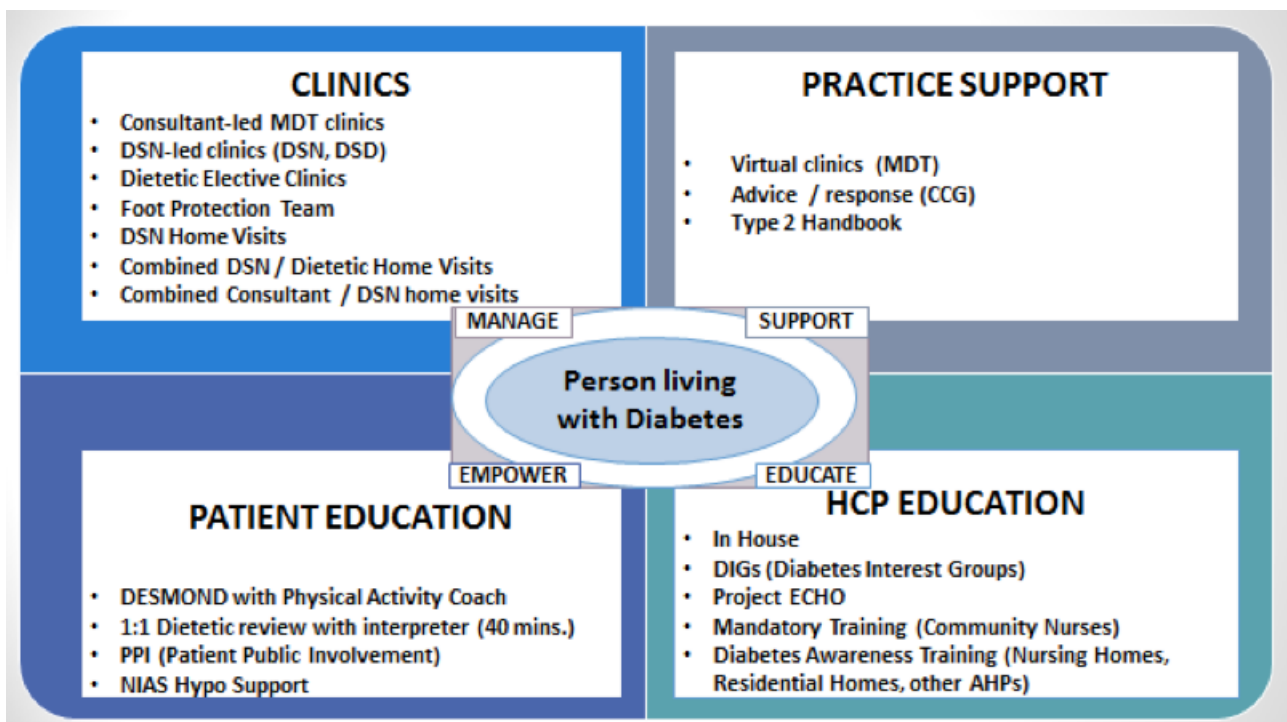 CLINICS
• Consultant-led MDT clinics
• DSN-led clinics (DSN, DSD)
• Dietetic Elective Clinics
• Foot Protection Team
• DSN Home Visits
• Combined DSN / Dietetic Home Visits
• Combined Consultant / DSN home visits
PRACTICE SUPPORT
• Virtual clinics (MDT)
• Advice / response (CCG)
• Type 2 Handbook
MANAGE
SUPPORT
Person living
with Diabetes
EMPOWER
EDUCATE
PATIENT EDUCATION
• DESMOND with Physical Activity Coach
• 1:1 Dietetic review with interpreter (40 mins.)
• PPI (Patient Public Involvement)
• NIAS Hypo Support
HCP EDUCATION
• In House
• DIGs (Diabetes Interest Groups)
• Project ECHO
• Mandatory Training (Community Nurses)
• Diabetes Awareness Training (Nursing Homes,
Residential Homes, other AHPs)